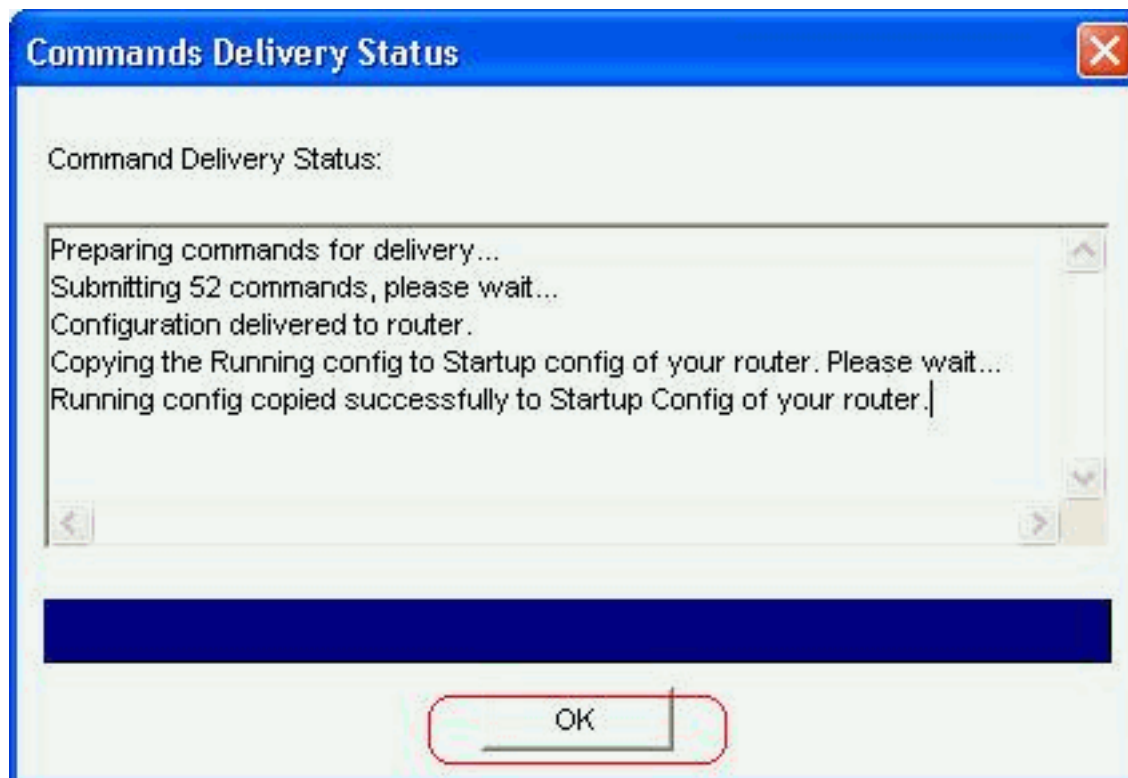 Commands Delivery Status
Command Delivery Status:
Preparing commands for delivery...
Submitting 52 commands, please wait...
Configuration delivered to router.
Copying the Running config to Startup config of your router. Please wait...
Running config copied successfully to Startup Config of your router.
OK